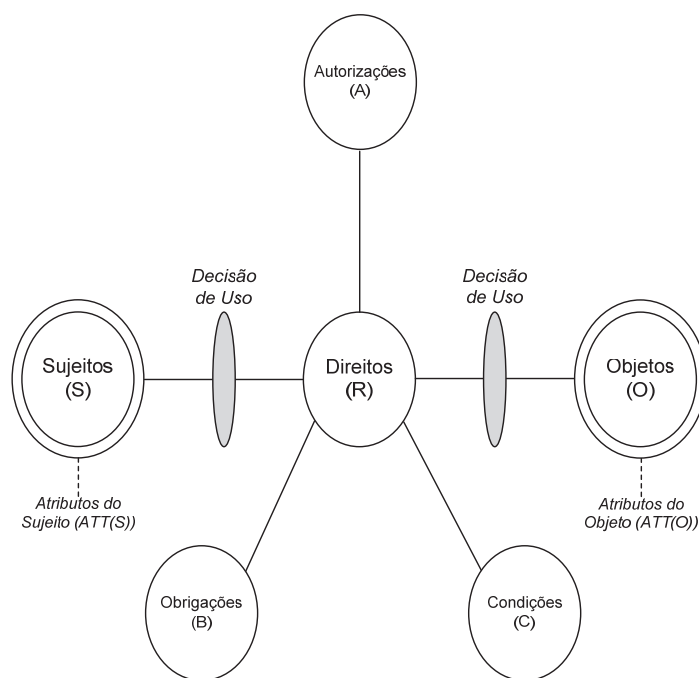 Autorizações
(A)
Decisão
de Uso
Decisão
de Uso
Sujeitos
(S)
Direitos
(R)
Objetos
(O)
Atributos do
Sujeito (ATT(S))
Atributos do
Objeto (ATT(O))
Obrigações
(B)
Condições
(C)